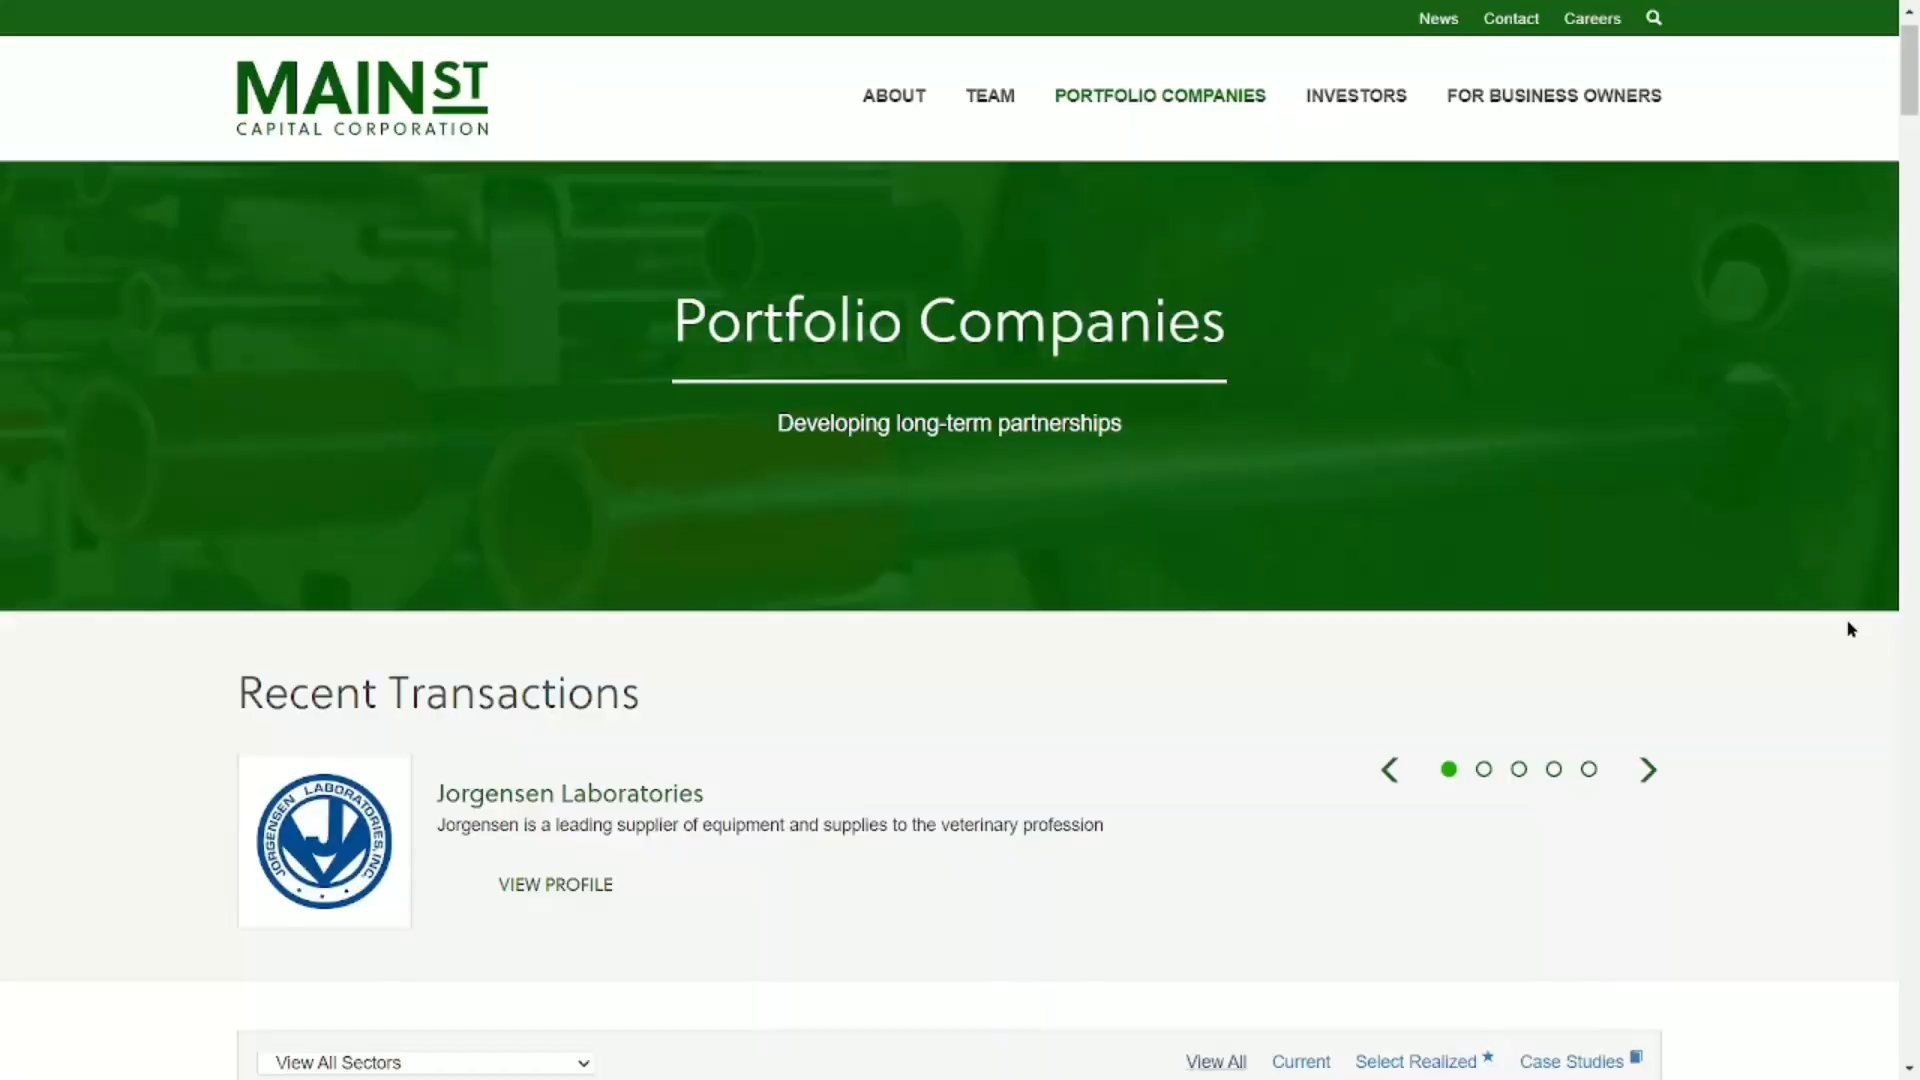 News Contact Careers
MAIN ST
CAPITAL CORPORATION
ABOUT TEAM PORTFOLIO COMPANIES INVESTORS FOR BUSINESS OWNERS
Portfolio Companies
Developing long-term partnerships
Recent Transactions
JORGENSEN LABORATORIES, INC.
J
Jorgensen Laboratories
Jorgensen is a leading supplier of equipment and supplies to the veterinary profession
VIEW PROFILE
View All Sectors
View All Current Select Realized Case Studies